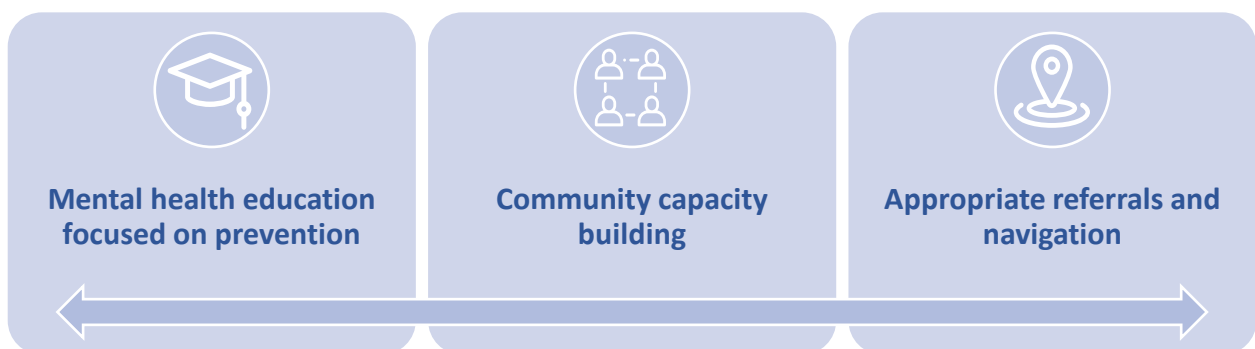 Mental health education
focused on prevention
Community capacity
building
Appropriate referrals and
navigation